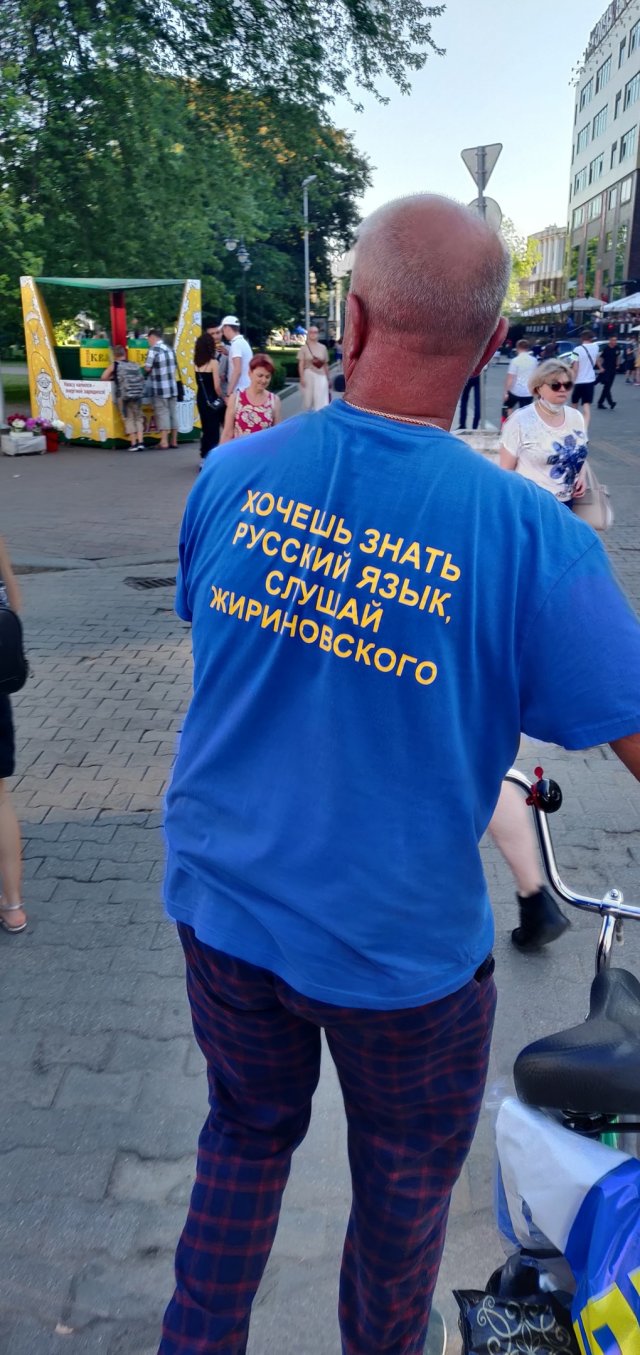 ХОЧЕШЬ ЗНАТЬ
РУССКИЙ ЯЗЫК,
СЛУШАЙ
ЖИРИНОВСКОГО